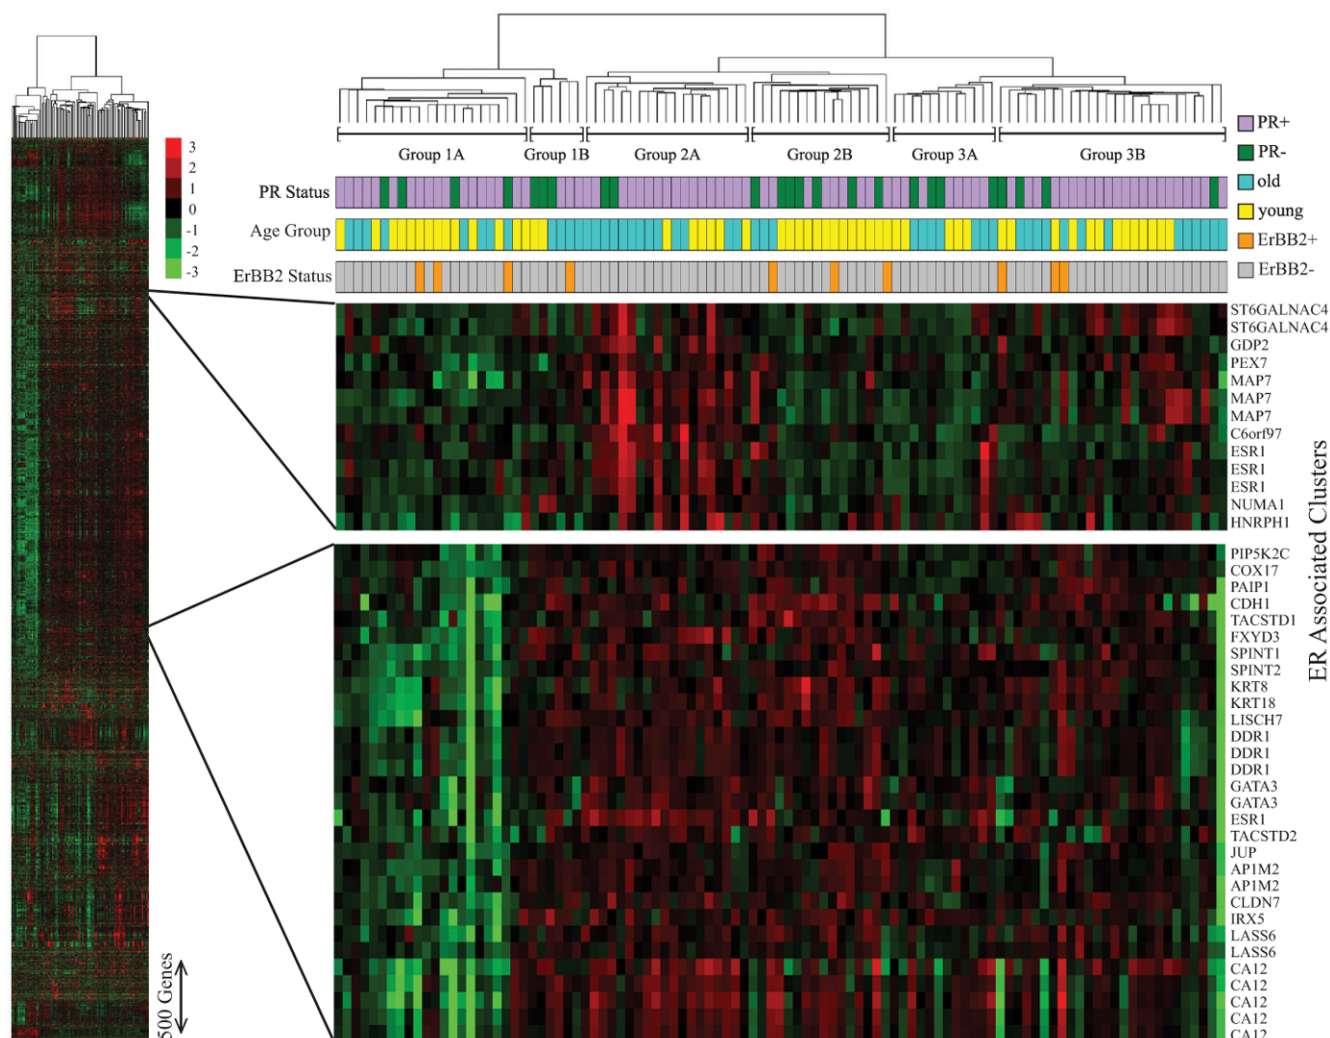 Group 1A
Group 1B
Group 2A
Group 2B
Group 3A
Group 3B
PR Status
Age Group
ErBB2 Status
PR+
PR-
old
young
ErBB2+
ErBB2-
3
2
1
0
-1
-2
-3
ST6GALNAC4
ST6GALNAC4
GDP2
PEX7
MAP7
MAP7
MAP7
C6orf97
ESR1
ESR1
ESR1
NUMA1
HNRPH1
PIP5K2C
COX17
PAIP1
CDH1
TACSTD1
FXYD3
SPINT1
SPINT2
KRT8
KRT18
LISCH7
DDR1
DDR1
DDR1
GATA3
GATA3
ESR1
TACSTD2
JUP
AP1M2
AP1M2
CLDN7
IRX5
LASS6
LASS6
CA12
CA12
CA12
CA12
CA12
ER Associated Clusters
500 Genes